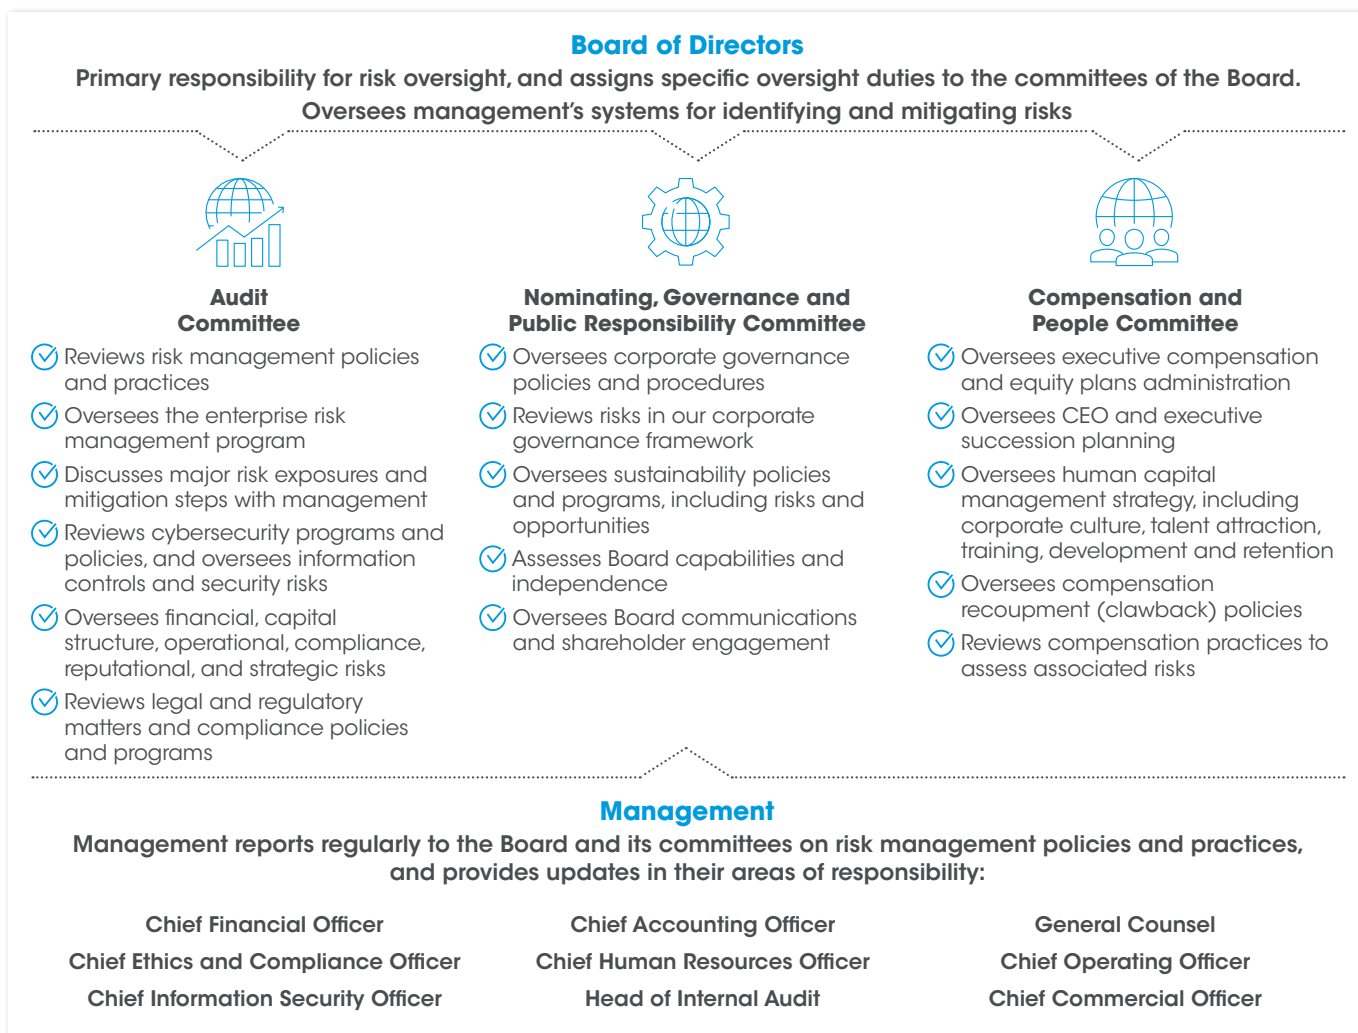 Board of Directors
Primary responsibility for risk oversight, and assigns specific oversight duties to the committees of the Board.
Oversees management’s systems for identifying and mitigating risks
Audit
Committee
Reviews risk management policies
and practices
Oversees the enterprise risk
management program
Discusses major risk exposures and
mitigation steps with management
Reviews cybersecurity programs and
policies, and oversees information
controls and security risks
Oversees financial, capital
structure, operational, compliance,
reputational, and strategic risks
Reviews legal and regulatory
matters and compliance policies
and programs
Nominating, Governance and
Public Responsibility Committee
Oversees corporate governance
policies and procedures
Reviews risks in our corporate
governance framework
Oversees sustainability policies
and programs, including risks and
opportunities
Assesses Board capabilities and
independence
Oversees Board communications
and shareholder engagement
Compensation and
People Committee
Oversees executive compensation
and equity plans administration
Oversees CEO and executive
succession planning
Oversees human capital
management strategy, including
corporate culture, talent attraction,
training, development and retention
Oversees compensation
recoupment (clawback) policies
Reviews compensation practices to
assess associated risks
Management
Management reports regularly to the Board and its committees on risk management policies and practices,
and provides updates in their areas of responsibility:
Chief Financial Officer
Chief Ethics and Compliance Officer
Chief Information Security Officer
Chief Accounting Officer
Chief Human Resources Officer
Head of Internal Audit
General Counsel
Chief Operating Officer
Chief Commercial Officer